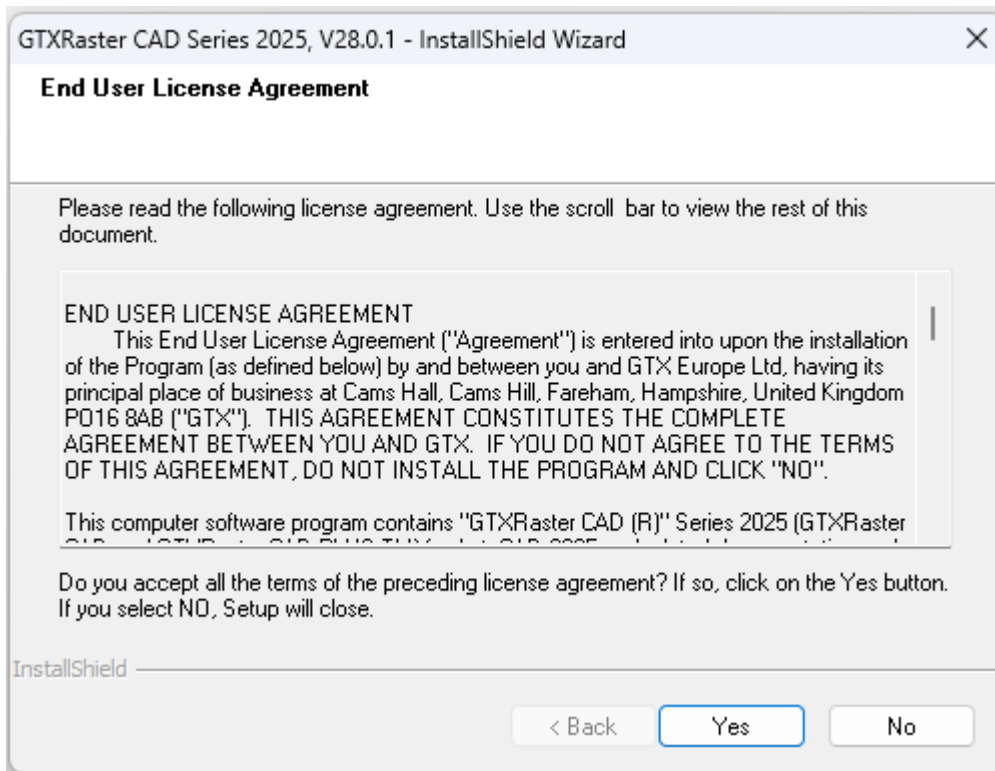 GTXRaster CAD Series 2025, V28.0.1 - InstallShield Wizard
End User License Agreement
Please read the following license agreement. Use the scroll bar to view the rest of this
document.
END USER LICENSE AGREEMENT
This End User License Agreement ("Agreement") is entered into upon the installation
of the Program (as defined below) by and between you and GTX Europe Ltd, having its
principal place of business at Cams Hall, Cams Hill, Fareham, Hampshire, United Kingdom
PO16 8AB ("GTX"). THIS AGREEMENT CONSTITUTES THE COMPLETE
AGREEMENT BETWEEN YOU AND GTX. IF YOU DO NOT AGREE TO THE TERMS
OF THIS AGREEMENT, DO NOT INSTALL THE PROGRAM AND CLICK "NO".
This computer software program contains "GTXRaster CAD (R)" Series 2025 (GTXRaster
Do you accept all the terms of the preceding license agreement? If so, click on the Yes button.
If you select NO, Setup will close.
InstallShield
< Back
Yes
No